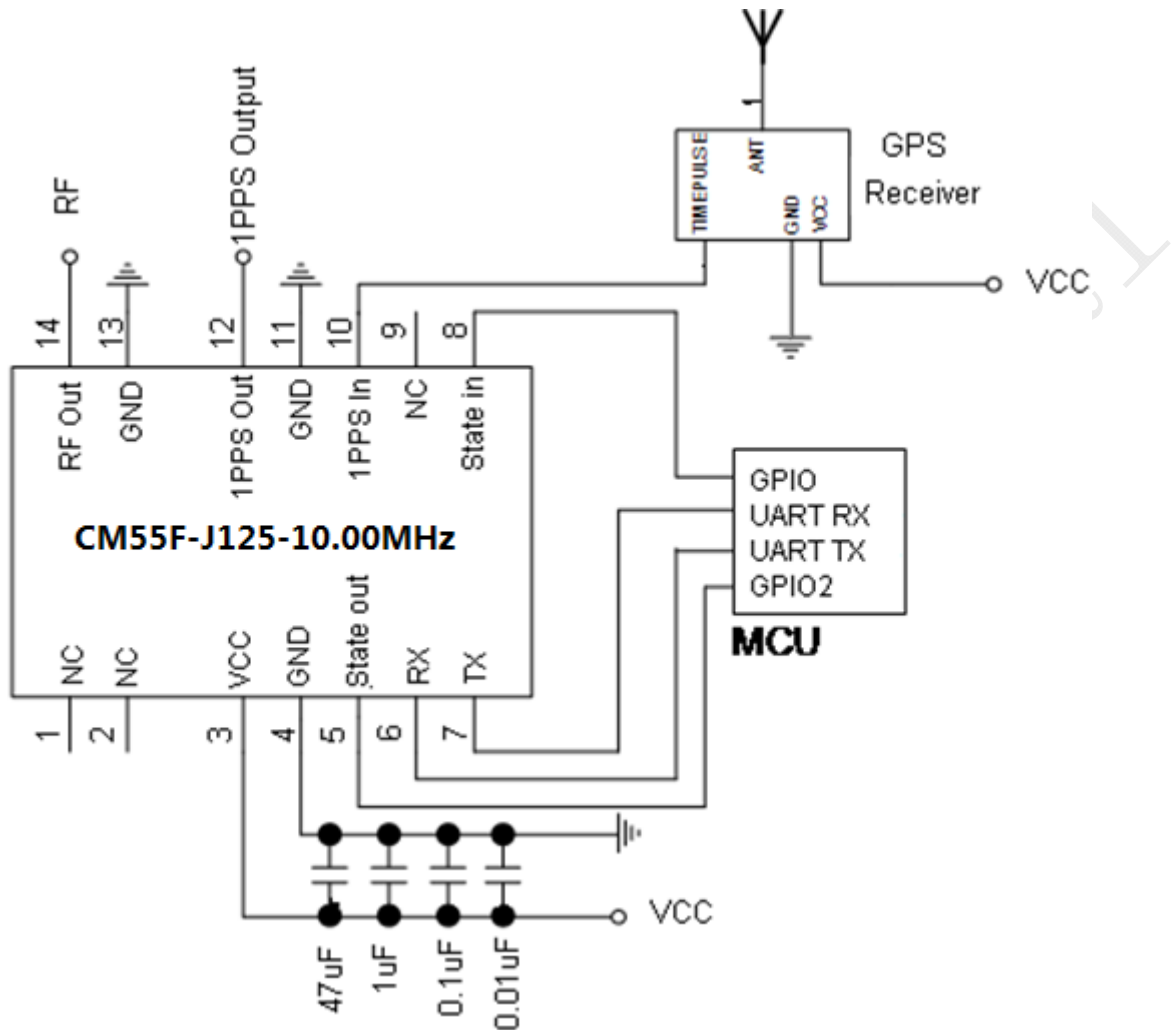 1
TIMEPULSE
ANT
GND
VCC
GPS
Receiver
VCC
RF
1PPS Output
14
13
12
11
10
9
8
RF Out
GND
1PPS Out
GND
1PPS In
NC
State in
CM55F-J125-10.00MHz
NC
NC
VCC
GND
State out
RX
TX
1
2
3
4
5
6
7
GPIO
UART RX
UART TX
GPIO2
MCU
VCC
47uF
1uF
0.1uF
0.01uF